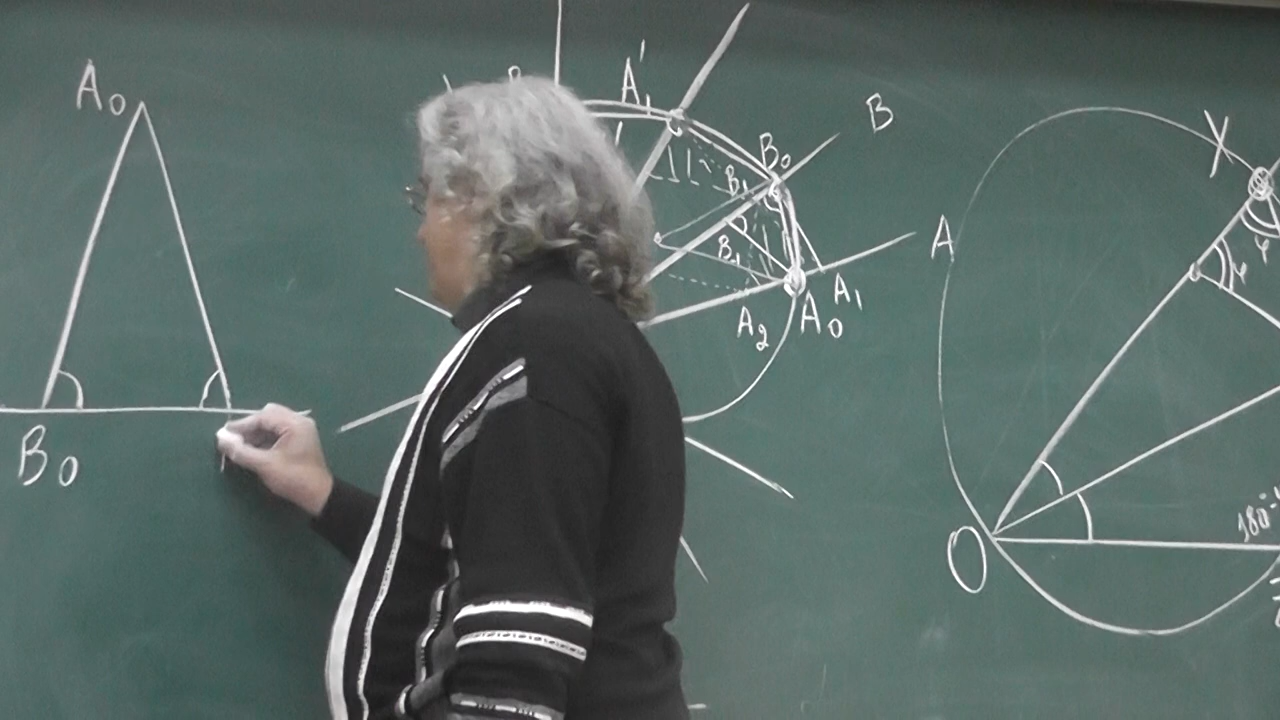 A₀
B₀
A₁'
B₀
B
B₁
B₁
A₁
A₂
A₀
X
A
φ
φ
O
180°-